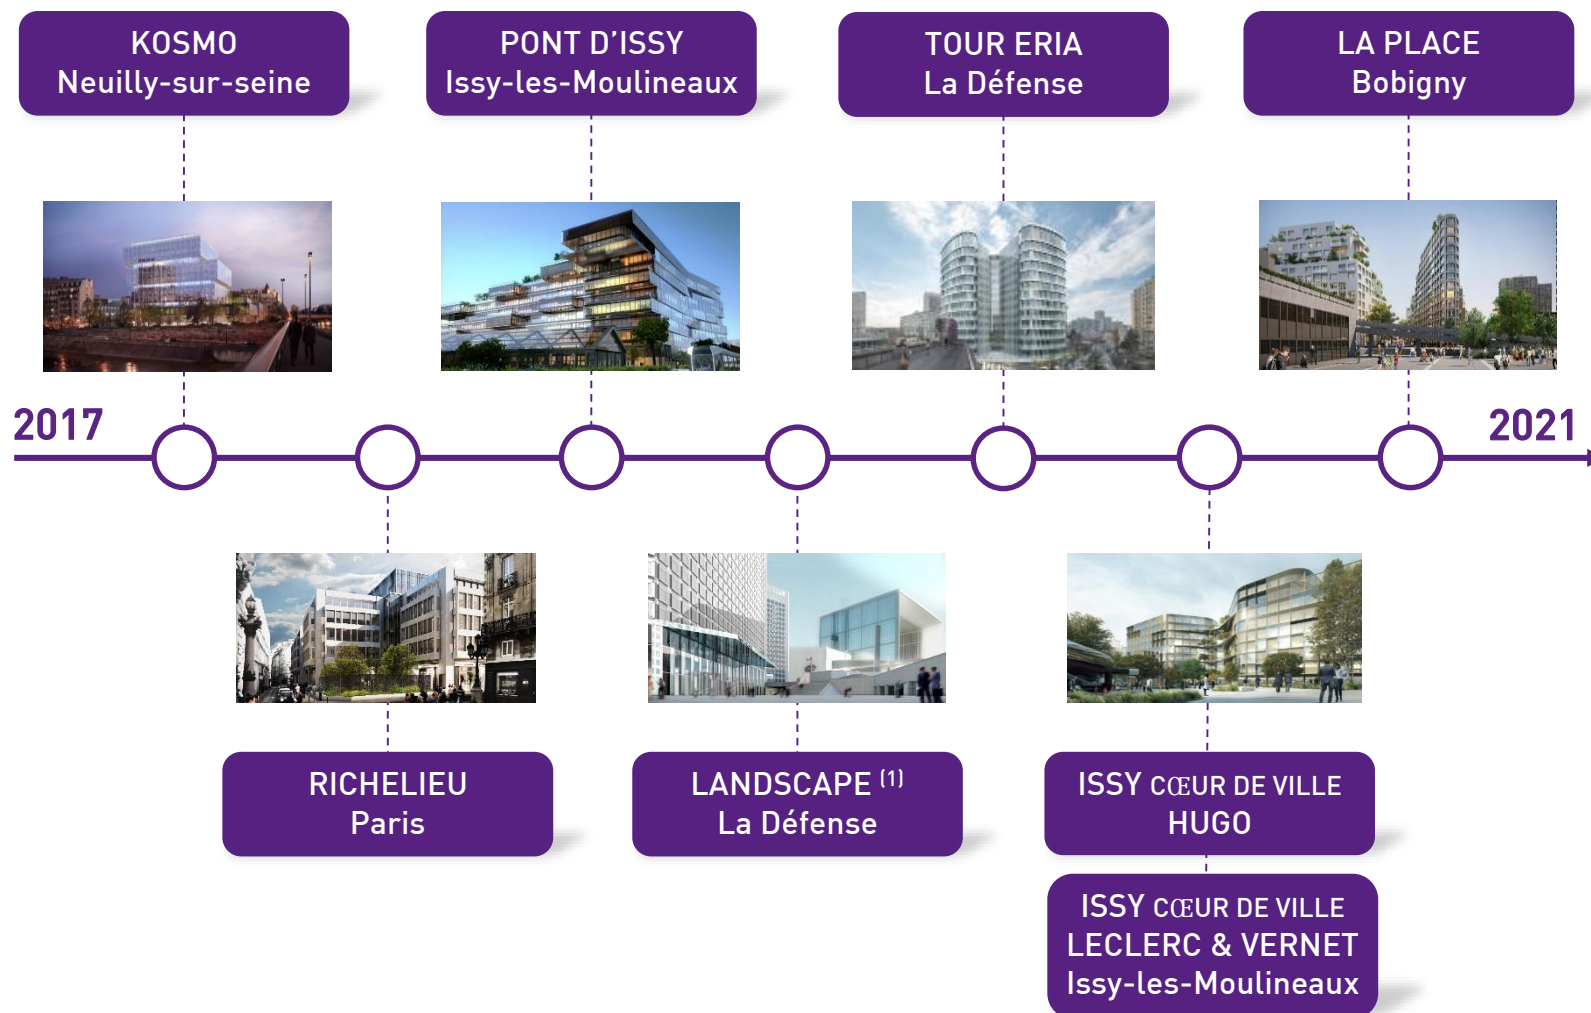 KOSMO
Neuilly-sur-seine
PONT D'ISSY
Issy-les-Moulineaux
TOUR ERIA
La Défense
LA PLACE
Bobigny
2017
2021
RICHELIEU
Paris
LANDSCAPE (1)
La Défense
ISSY CŒUR DE VILLE
HUGO
ISSY CŒUR DE VILLE
LECLERC & VERNET
Issy-les-Moulineaux